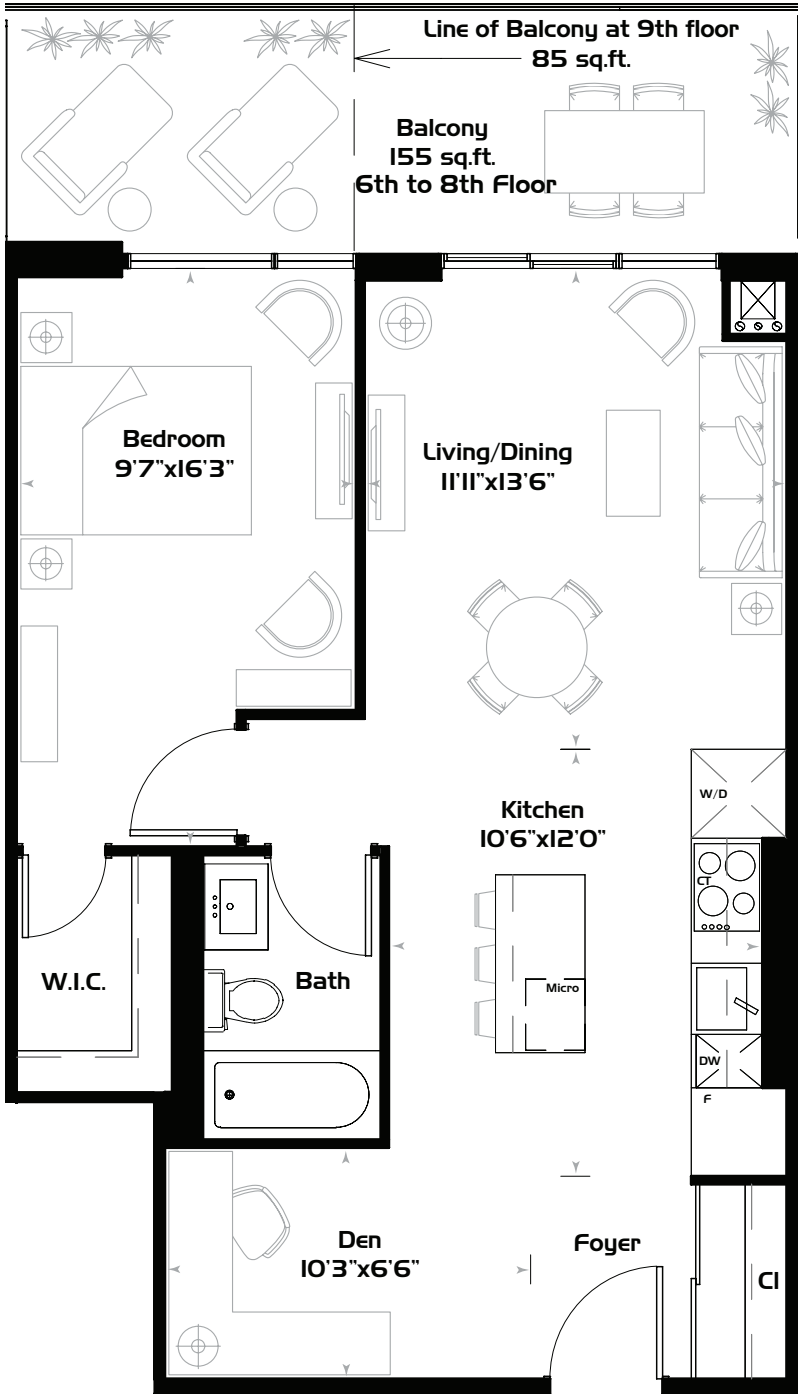 Line of Balcony at 9th floor
85 sq.ft.
Balcony
155 sq.ft.
6th to 8th Floor
Bedroom
9'7"x16'3"
Living/Dining
11'11"x13'6"
W/D
Kitchen
10'6"x12'0"
CT
W.I.C.
Bath
Micro
DW
F
Den
10'3"x6'6"
Foyer
Cl